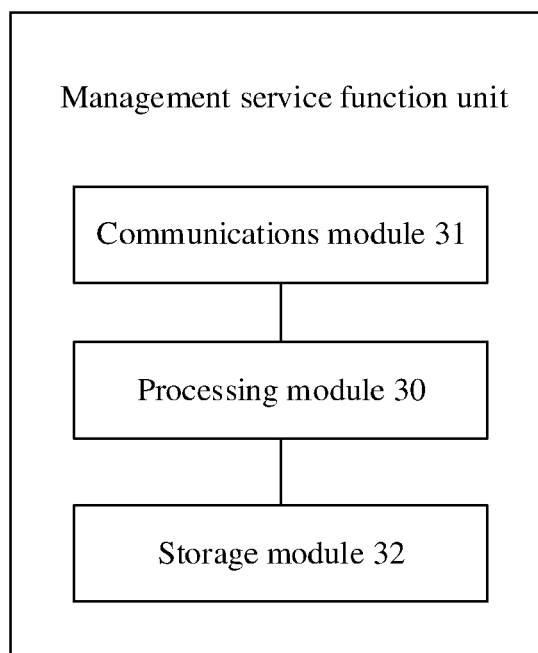 Management service function unit
Communications module 31
Processing module 30
Storage module 32